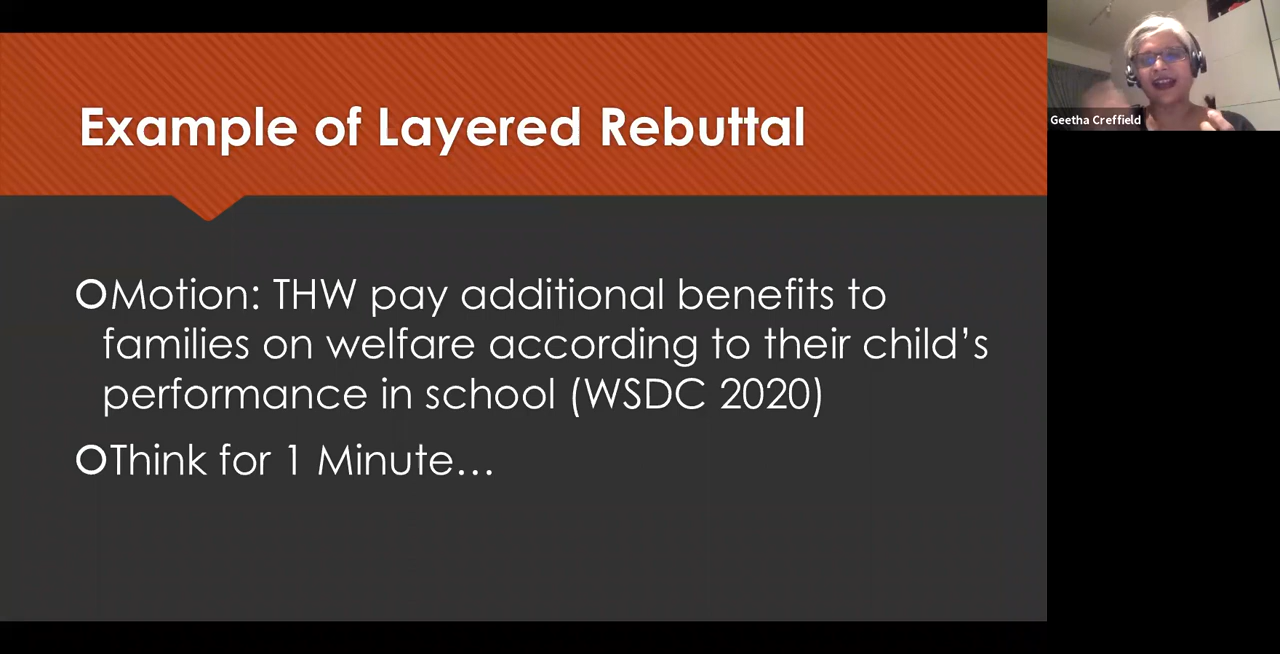 Example of Layered Rebuttal
Geetha Creffield
Motion: THW pay additional benefits to
families on welfare according to their child’s
performance in school (WSDC 2020)
Think for 1 Minute…